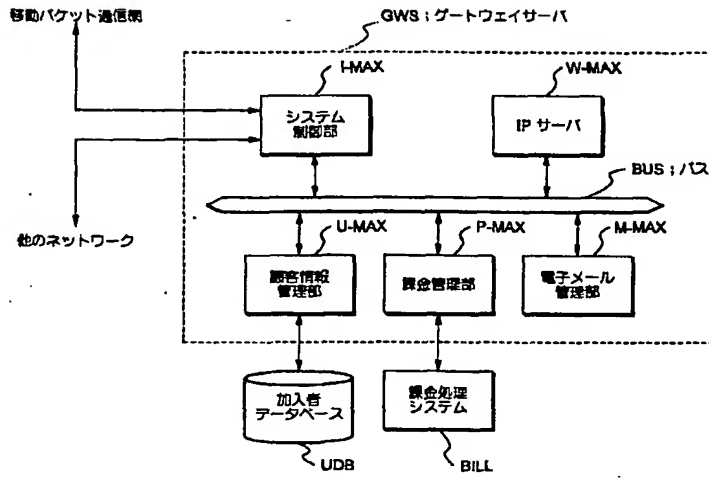 移動パケット通信網
GWS；ゲートウェイサーバ
I-MAX
W-MAX
システム
制御部
IP サーバ
BUS；バス
他のネットワーク
U-MAX
P-MAX
M-MAX
顧客情報
管理部
課金管理部
電子メール
管理部
加入者
データベース
課金処理
システム
UDB
BILL